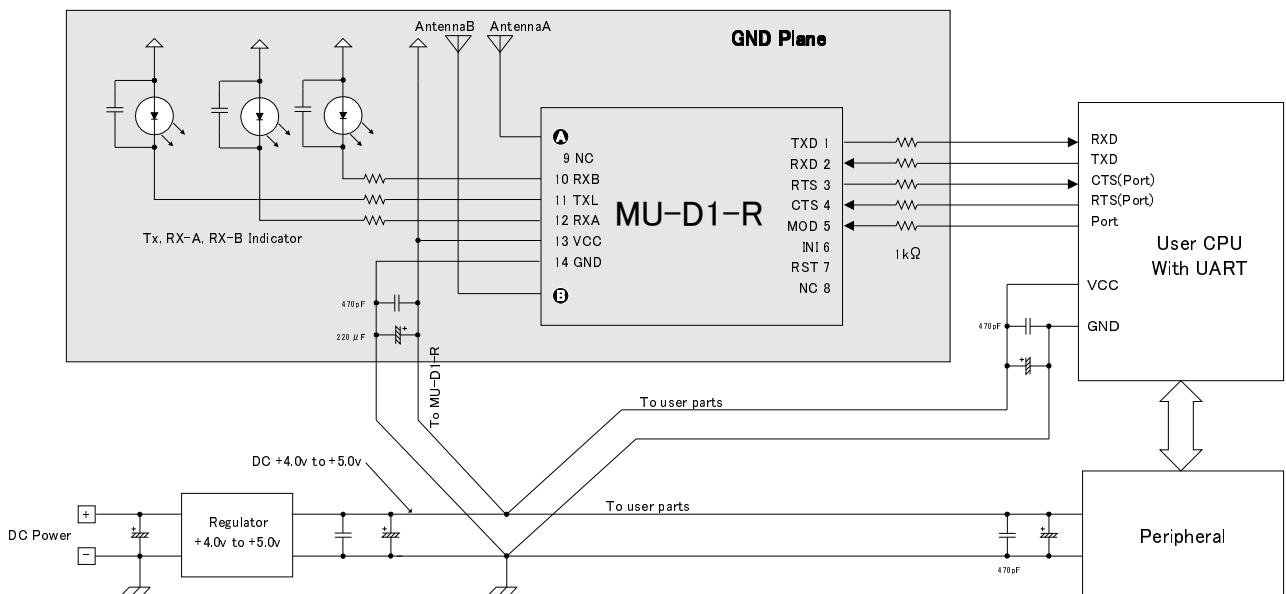 AntennaB
AntennaA
GND Plane
A
9 NC
10 RXB
11 TXL
12 RXA
13 VCC
14 GND
B
MU-D1-R
TXD 1
RXD 2
RTS 3
CTS 4
MOD 5
INI 6
RST 7
NC 8
1kΩ
RXD
TXD
CTS(Port)
RTS(Port)
Port
User CPU
With UART
VCC
GND
Tx, RX-A, RX-B Indicator
470pF
+
220 μF
To MU-D1-R
470pF
+
To user parts
DC +4.0v to +5.0v
To user parts
DC Power
+
-
+
Regulator
+4.0v to +5.0v
+
470pF
+
Peripheral